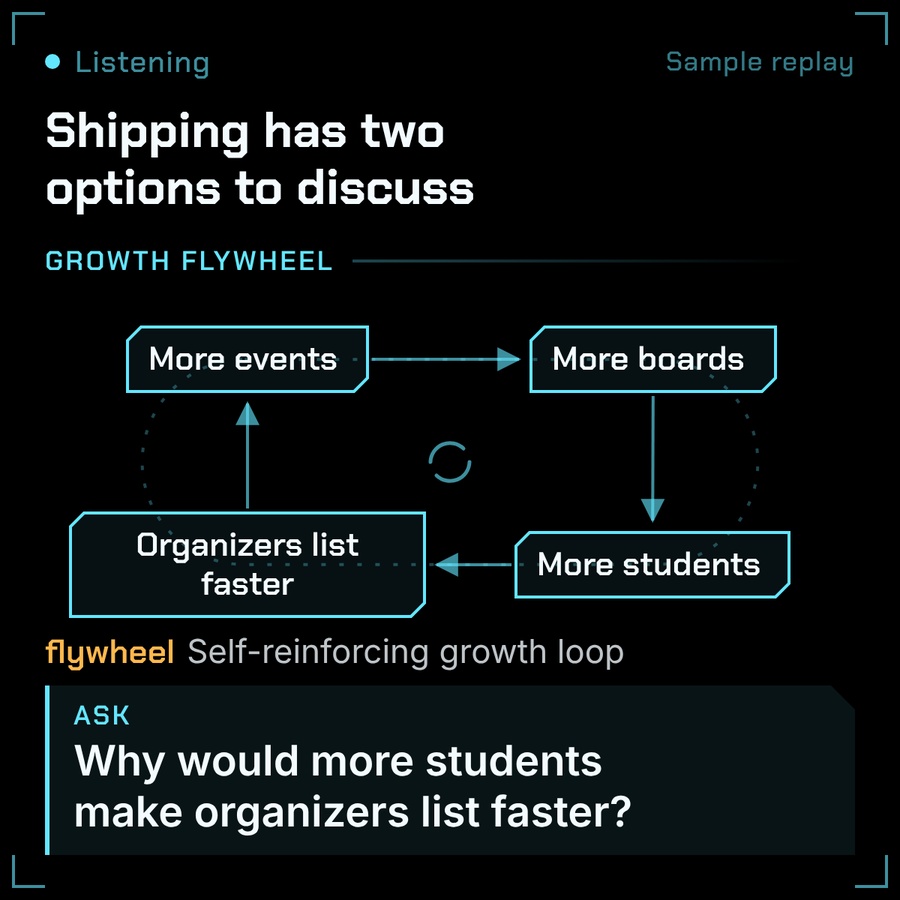 Listening
Sample replay
Shipping has two
options to discuss
GROWTH FLYWHEEL
More events
More boards
Organizers list
faster
More students
flywheel Self-reinforcing growth loop
ASK
Why would more students
make organizers list faster?